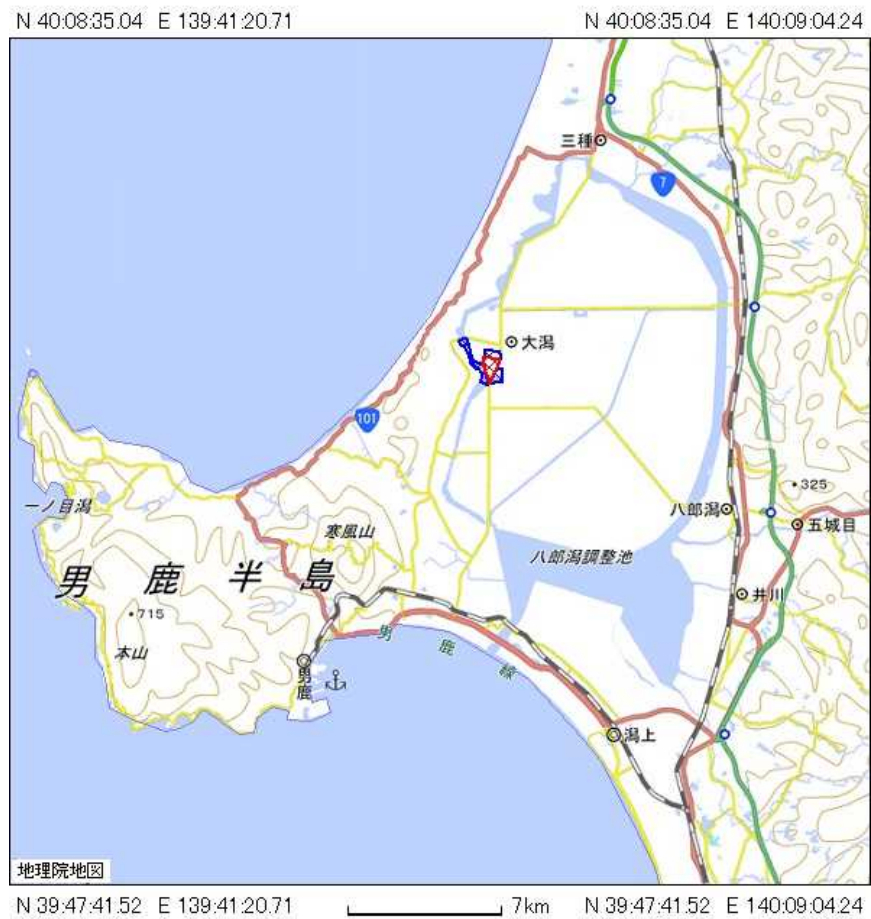 N 40:08:35.04 E 139:41:20.71
N 40:08:35.04 E 140:09:04.24
三種
7
大潟
101
325
一ノ目潟
八郎潟
五城目
寒風山
八郎潟調整池
男鹿半島
井川
715
本山
男鹿
男鹿線
潟上
地理院地図
N 39:47:41.52 E 139:41:20.71
7km
N 39:47:41.52 E 140:09:04.24